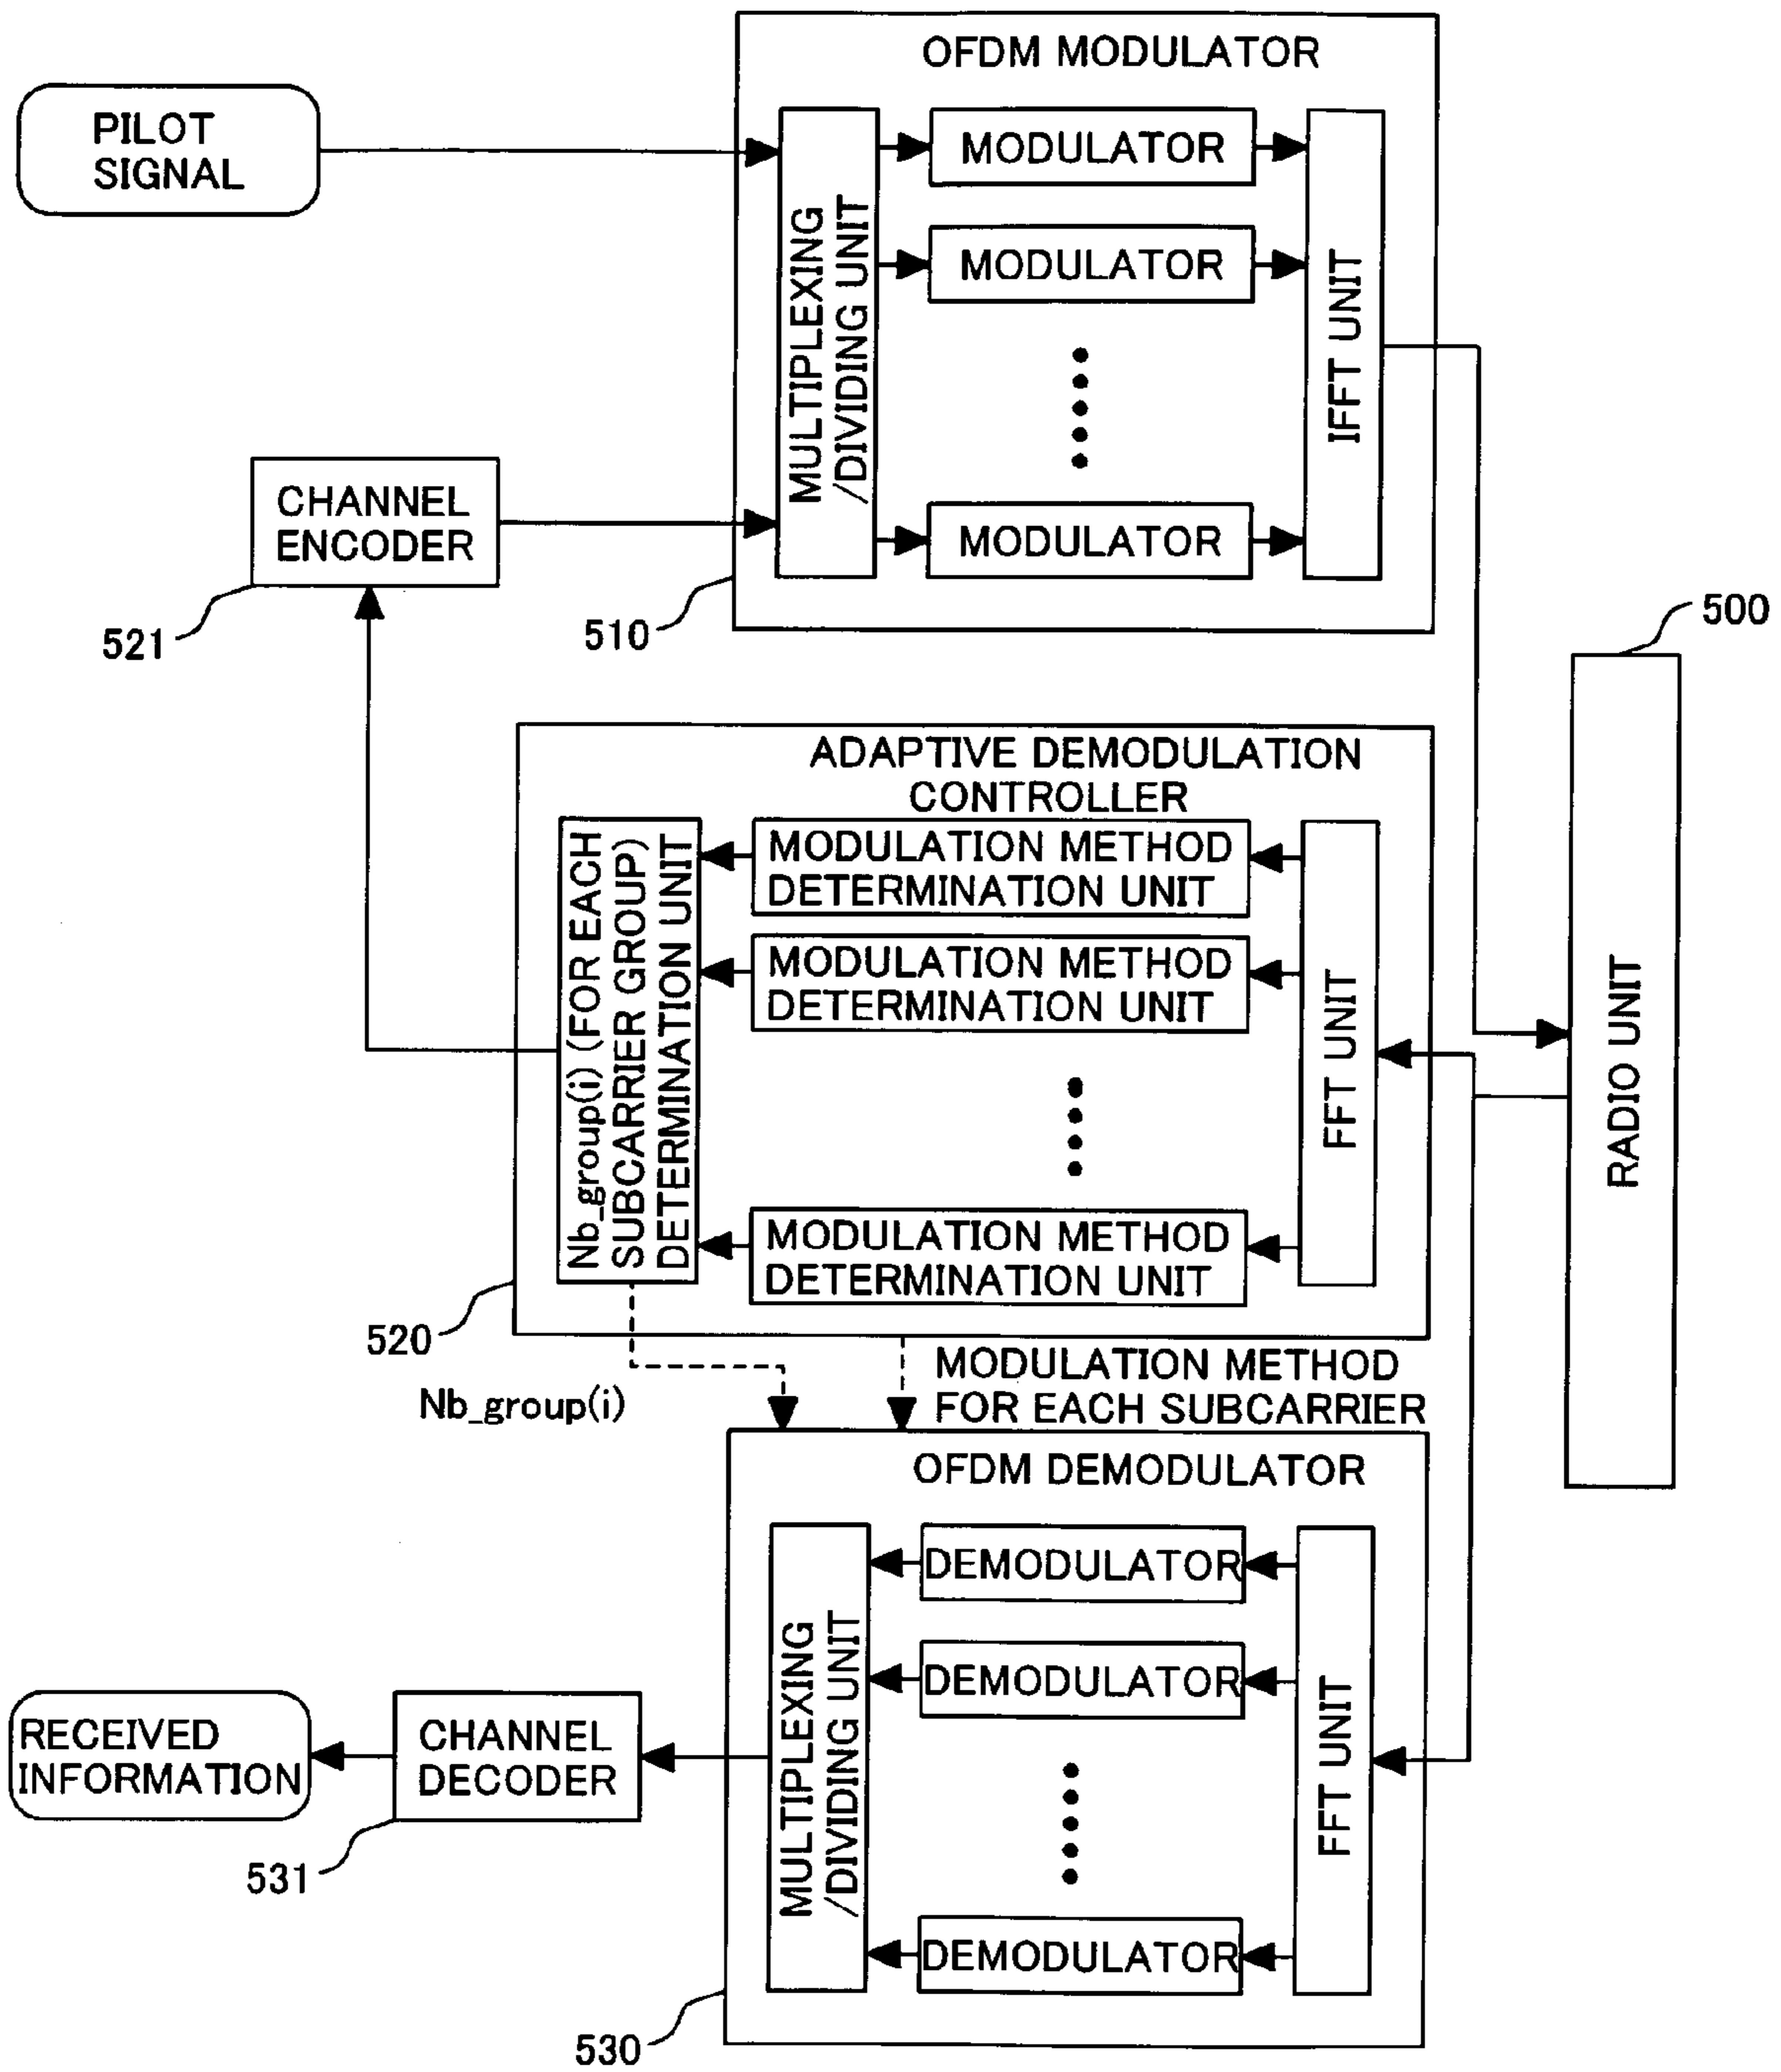 OFDM MODULATOR
PILOT
SIGNAL
MULTIPLEXING
/DIVIDING UNIT
MODULATOR
MODULATOR
MODULATOR
IFFT UNIT
CHANNEL
ENCODER
521
510
500
RADIO UNIT
ADAPTIVE DEMODULATION
CONTROLLER
Nb_group(i) (FOR EACH
SUBCARRIER GROUP)
DETERMINATION UNIT
MODULATION METHOD
DETERMINATION UNIT
MODULATION METHOD
DETERMINATION UNIT
MODULATION METHOD
DETERMINATION UNIT
FFT UNIT
520
Nb_group(i)
MODULATION METHOD
FOR EACH SUBCARRIER
OFDM DEMODULATOR
MULTIPLEXING
/DIVIDING UNIT
DEMODULATOR
DEMODULATOR
DEMODULATOR
FFT UNIT
RECEIVED
INFORMATION
CHANNEL
DECODER
531
530